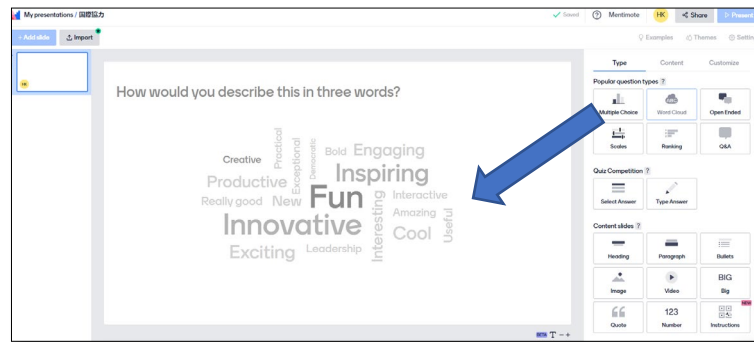 My presentations / 国際協力
Saved
Mentimote
HK
Share
Present
+ Add slide
Import
Examples
Themes
HK
How would you describe this in three words?
Practical
Exceptional
Democratic
Bold
Engaging
Creative
Inspiring
Productive
Fun
Interactive
Really good
New
Interesting
Amazing
Useful
Innovative
Cool
Exciting
Leadership
BETA T - +
Type
Content
Customize
Popular question types ?
Multiple Choice
Word Cloud
Open Ended
Scales
Ranking
Q&A
Quiz Competition ?
Select Answer
Type Answer
Content slides ?
Heading
Paragraph
Bullets
Image
Video
BIG
Big
NEW
Quote
123
Number
Instructions